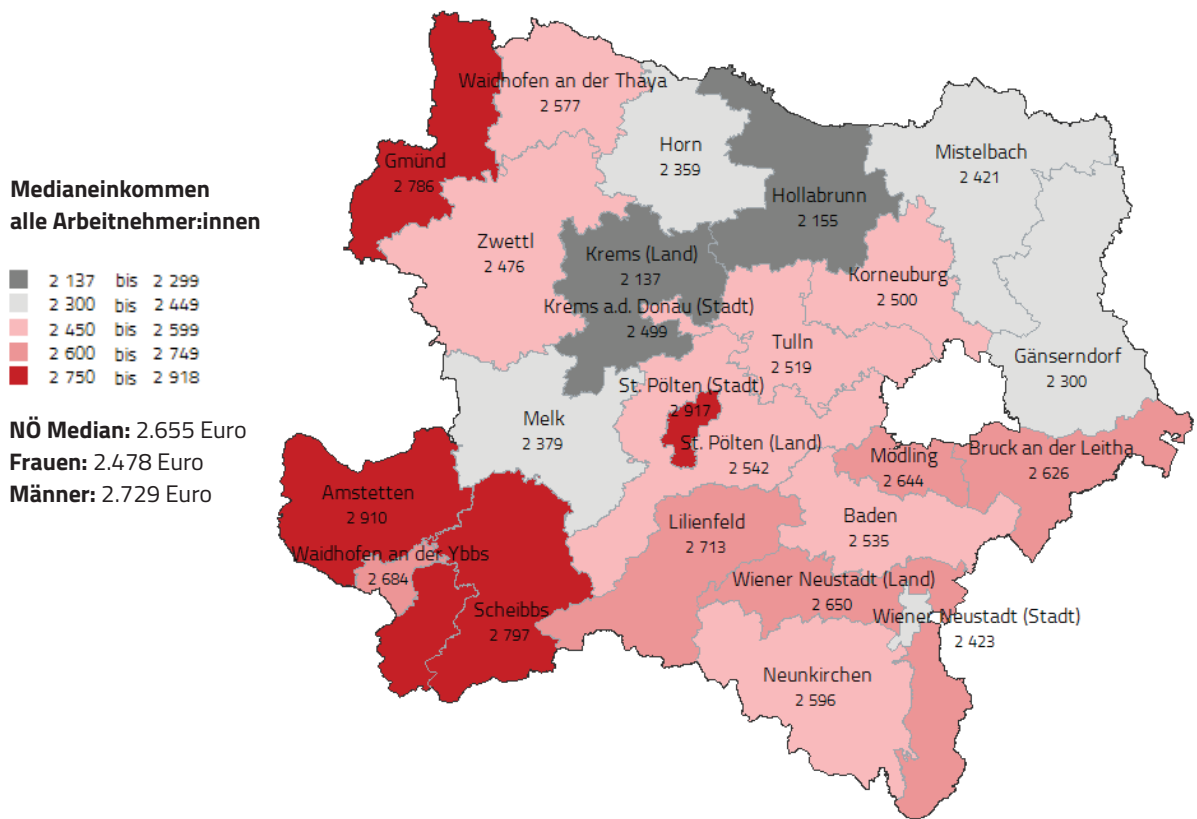 Medianeinkommen
alle Arbeitnehmer:innen
2 137 bis 2 299
2 300 bis 2 449
2 450 bis 2 599
2 600 bis 2 749
2 750 bis 2 918
NÖ Median: 2.655 Euro
Frauen: 2.478 Euro
Männer: 2.729 Euro
Waidhofen an der Thaya
2 577
Gmünd
2 786
Horn
2 359
Mistelbach
2 421
Hollabrunn
2 155
Zwettl
2 476
Krems (Land)
2 137
Korneuburg
2 500
Krems a.d. Donau (Stadt)
2 499
Tulln
2 519
Gänserndorf
2 300
St. Pölten (Stadt)
2 917
Melk
2 379
St. Pölten (Land)
2 542
Mödling
2 644
Bruck an der Leitha
2 626
Amstetten
2 910
Lilienfeld
2 713
Baden
2 535
Waidhofen an der Ybbs
2 684
Wiener Neustadt (Land)
2 650
Scheibbs
2 797
Wiener Neustadt (Stadt)
2 423
Neunkirchen
2 596